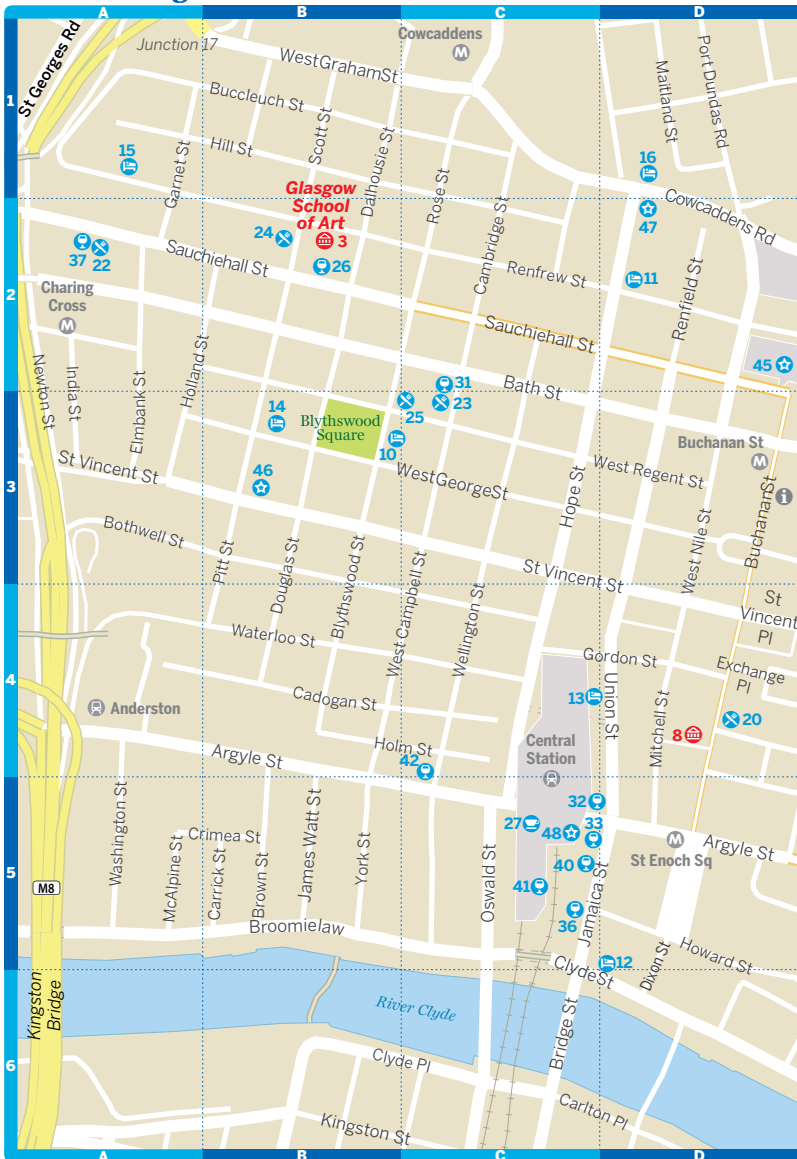 A
B
C
D
Junction 17
Cowcaddens
M
St Georges Rd
West Graham St
Port Dundas Rd
Maitland St
1
Buccleuch St
Scott St
Hill St
Dalhousie St
15
Garnet St
16
Glasgow
School
of Art
Rose St
Cambridge St
Cowcaddens Rd
24
3
47
37
22
26
Sauchiehall St
Renfrew St
11
Renfield St
2
Charing
Cross
M
Sauchiehall St
45
Newton St
India St
Elmbank St
Holland St
31
Bath St
14
Blythswood
Square
25
23
10
Buchanan St
M
46
St Vincent St
West George St
West Regent St
Hope St
i
3
Bothwell St
Pitt St
Douglas St
Blythswood St
West Campbell St
Wellington St
St Vincent St
West Nile St
Buchanan St
St
Vincent
Pl
Waterloo St
Gordon St
Exchange
Pl
4
Cadogan St
13
Union St
Mitchell St
20
Anderston
8
Argyle St
Holm St
Central
Station
42
32
Washington St
Crimea St
James Watt St
York St
27
48
33
M
St Enoch Sq
Argyle St
5
McAlpine St
Carrick St
Brown St
Oswald St
40
41
Jamaica St
M8
36
Broomielaw
Howard St
Dixon St
12
Clyde St
Kingston
Bridge
River Clyde
Bridge St
6
Clyde Pl
Carlton Pl
Kingston St
A
B
C
D